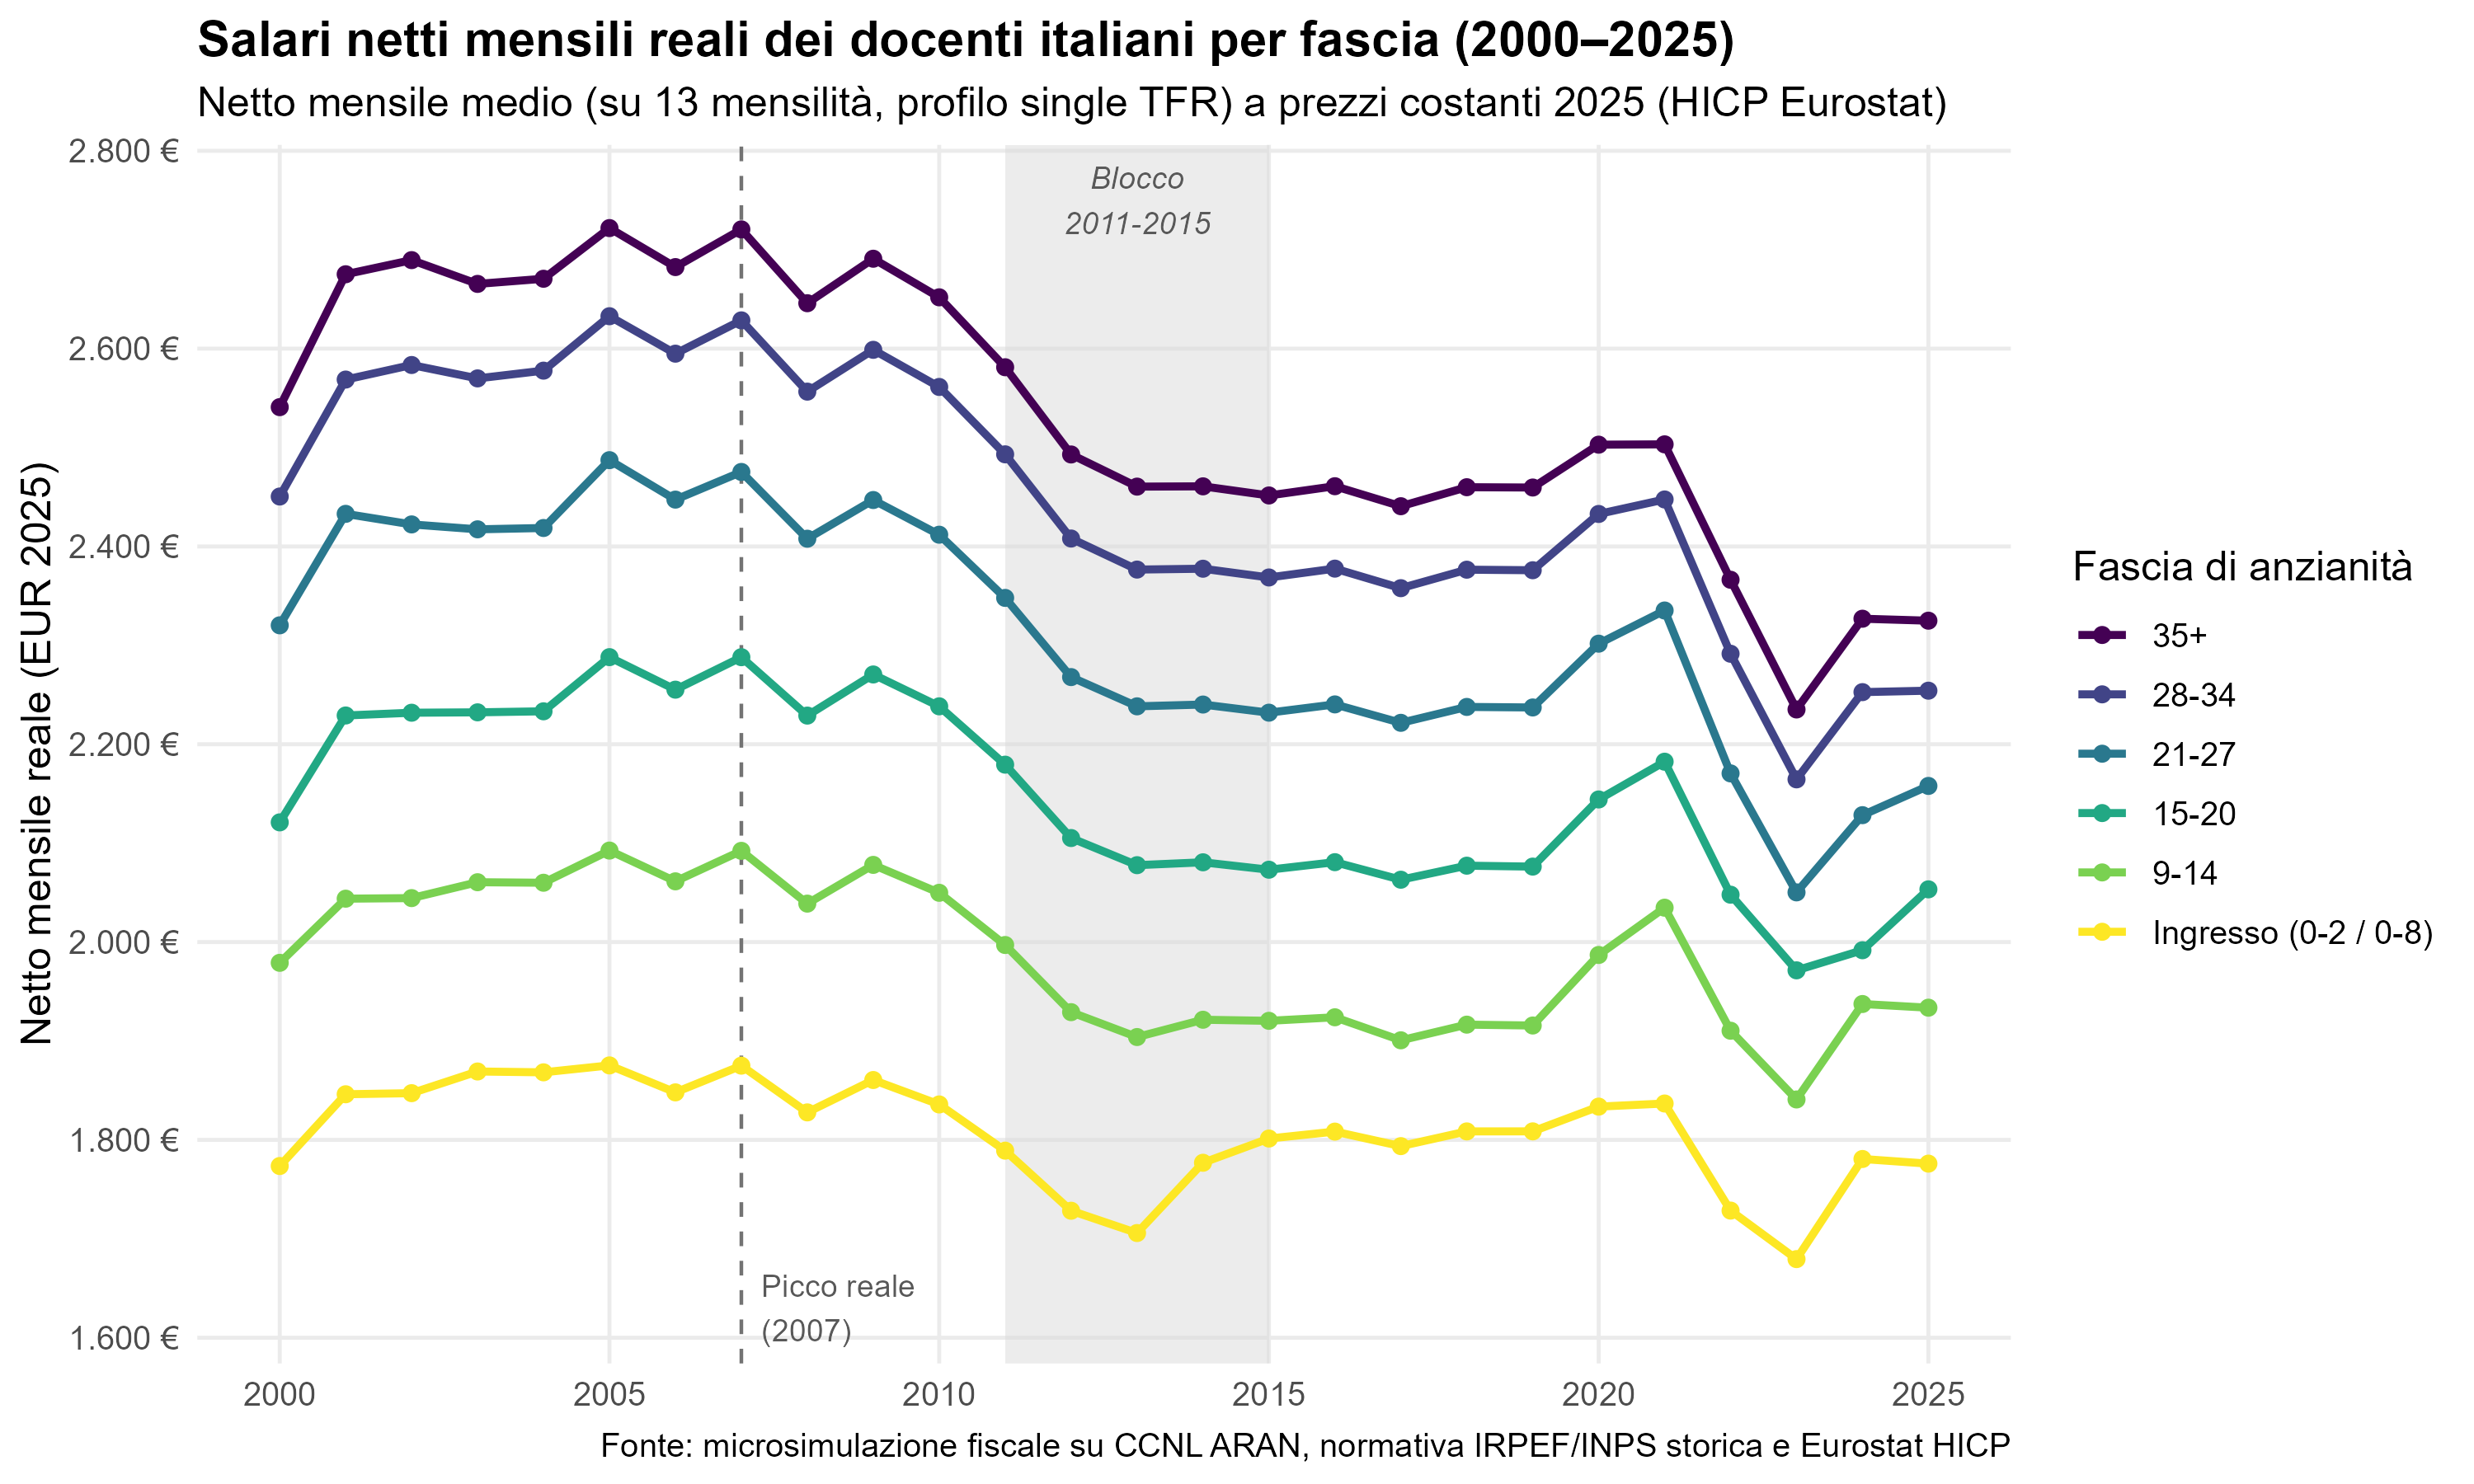 Salari netti mensili reali dei docenti italiani per fascia (2000–2025)
Netto mensile medio (su 13 mensilità, profilo single TFR) a prezzi costanti 2025 (HICP Eurostat)
Netto mensile reale (EUR 2025)
2.800 €
2.600 €
2.400 €
2.200 €
2.000 €
1.800 €
1.600 €
Blocco
2011-2015
Picco reale
(2007)
2000
2005
2010
2015
2020
2025
Fascia di anzianità
35+
28-34
21-27
15-20
9-14
Ingresso (0-2 / 0-8)
Fonte: microsimulazione fiscale su CCNL ARAN, normativa IRPEF/INPS storica e Eurostat HICP